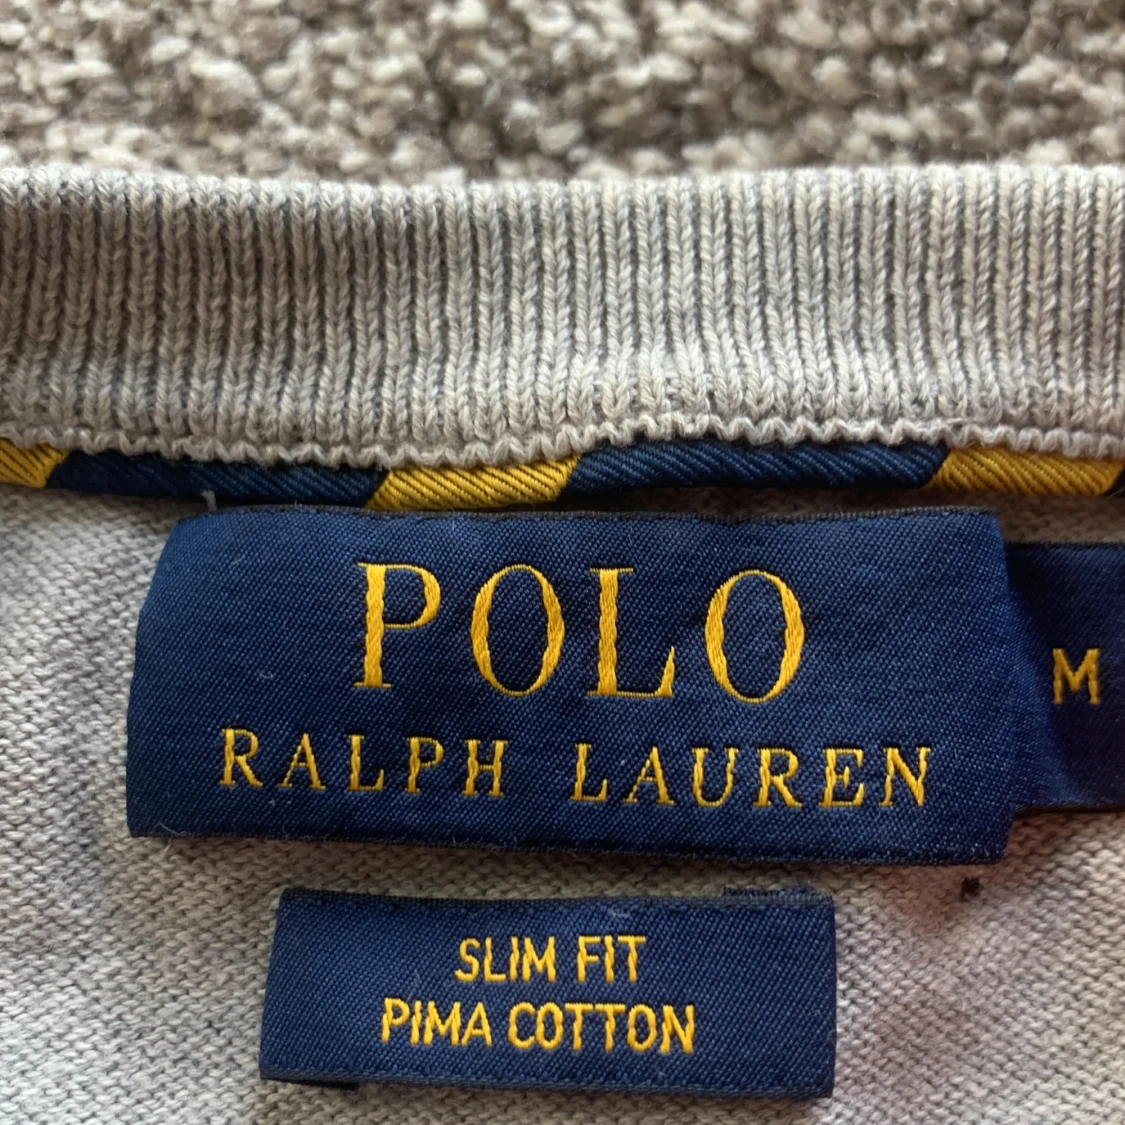 POLO
RALPH LAUREN
M
SLIM FIT
PIMA COTTON